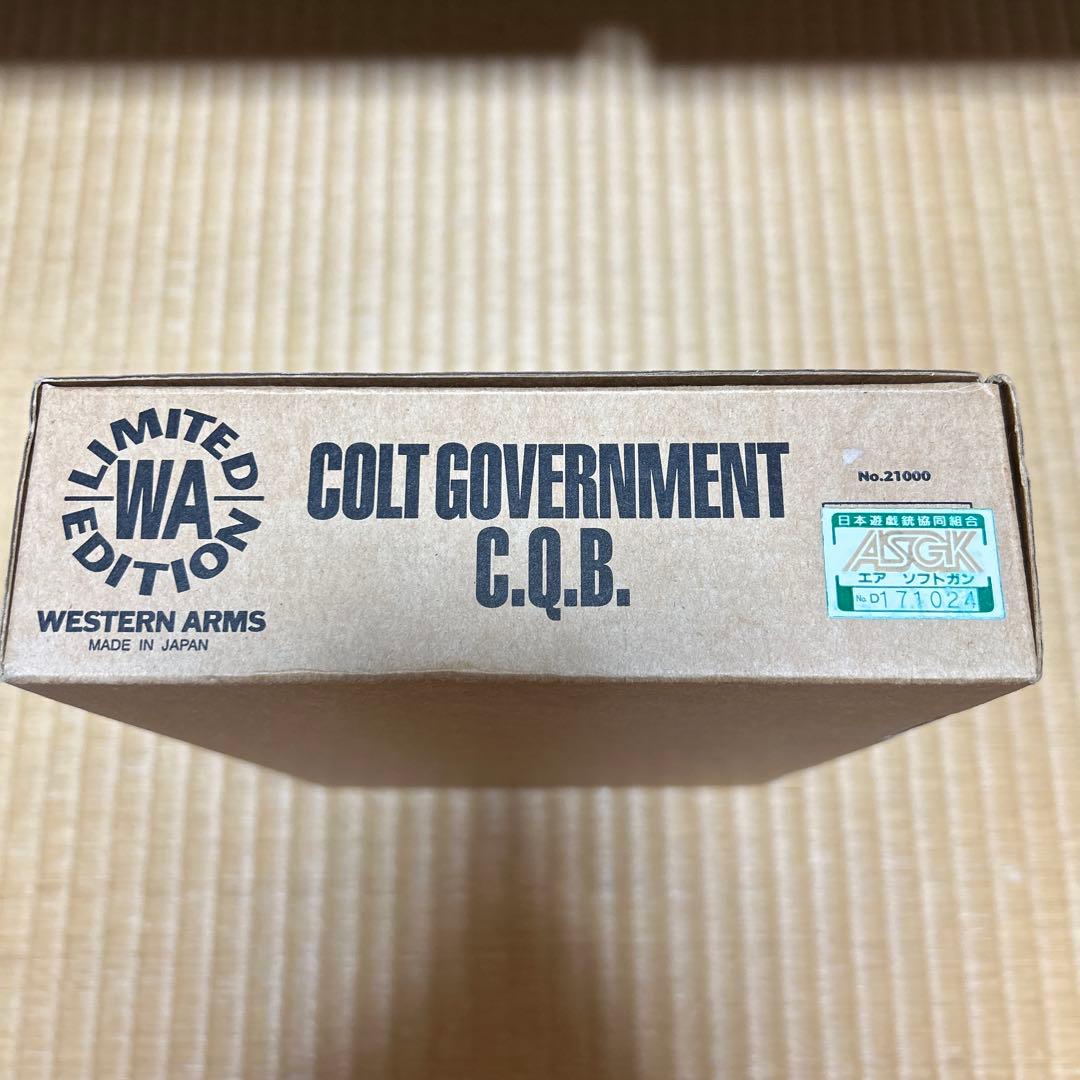 LIMITED
WA
EDITION
WESTERN ARMS
MADE IN JAPAN
COLT GOVERNMENT
C.Q.B.
No.21000
日本遊戯銃協同組合
ASGK
エア ソフトガン
No. D171024